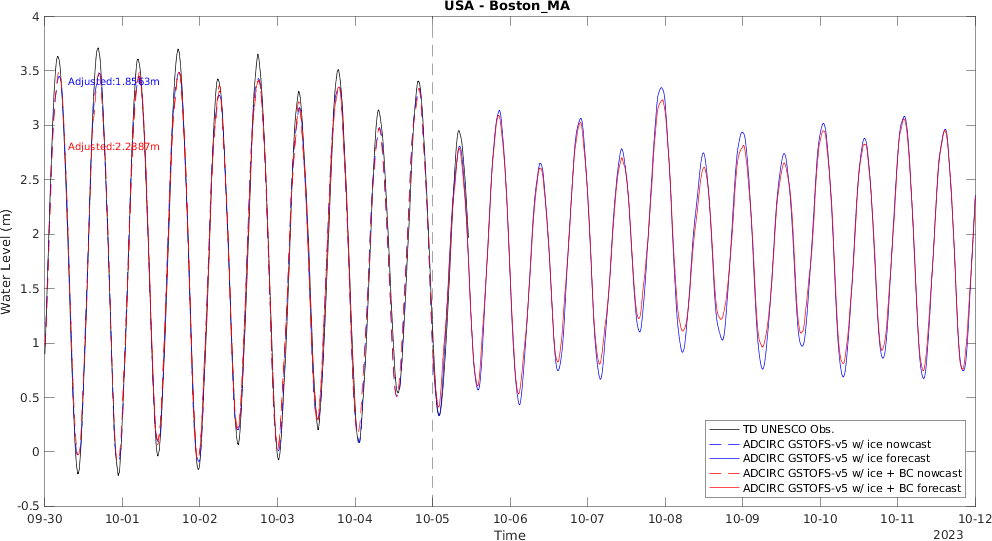 USA - Boston_MA
4
3.5
3
2.5
2
1.5
1
0.5
0
-0.5
Water Level (m)
Adjusted:1.8563m
Adjusted:2.2387m
TD UNESCO Obs.
ADCIRC GSTOFS-v5 w/ ice nowcast
ADCIRC GSTOFS-v5 w/ ice forecast
ADCIRC GSTOFS-v5 w/ ice + BC nowcast
ADCIRC GSTOFS-v5 w/ ice + BC forecast
09-30 10-01 10-02 10-03 10-04 10-05 10-06 10-07 10-08 10-09 10-10 10-11 10-12
Time
2023